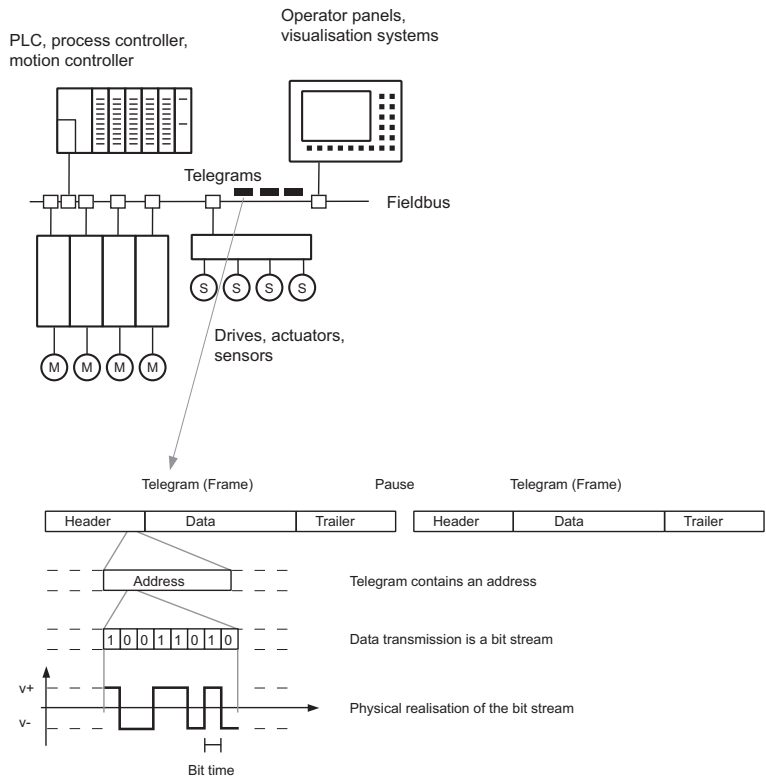 Operator panels,
visualisation systems
PLC, process controller,
motion controller
Telegrams
Fieldbus
S S S S
Drives, actuators,
sensors
M M M M
Telegram (Frame) Pause Telegram (Frame)
Header Data Trailer Header Data Trailer
Address Telegram contains an address
1 0 0 1 1 0 1 0 Data transmission is a bit stream
v+
Physical realisation of the bit stream
v-
Bit time